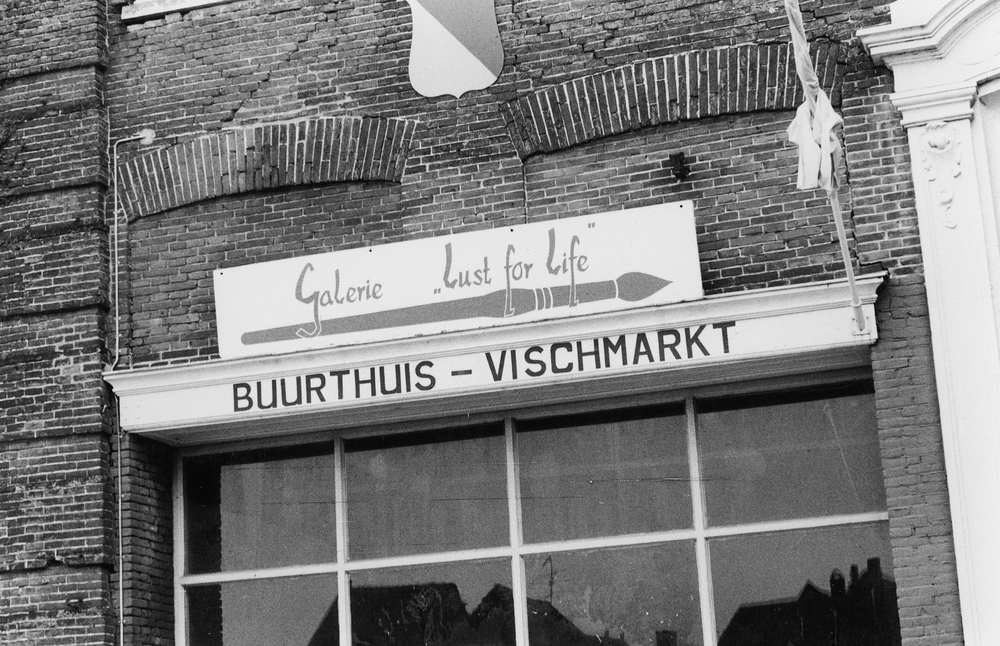 Galerie „Lust for Life"
BUURTHUIS – VISCHMARKT